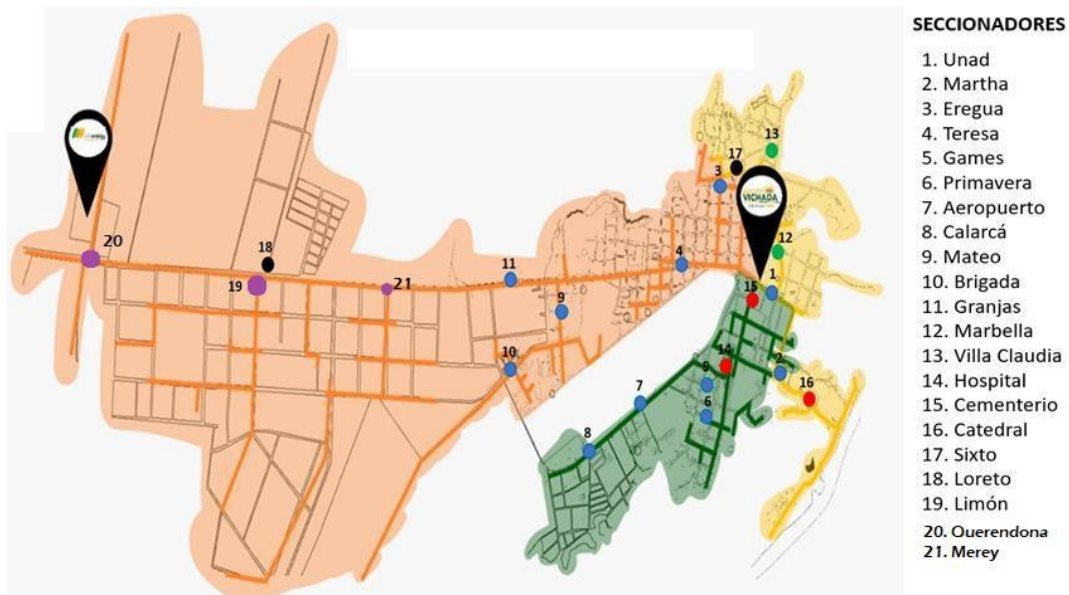 SECCIONADORES
1. Unad
2. Martha
3. Eregua
4. Teresa
5. Games
6. Primavera
7. Aeropuerto
8. Calarcá
9. Mateo
10. Brigada
11. Granjas
12. Marbella
13. Villa Claudia
14. Hospital
15. Cementerio
16. Catedral
17. Sixto
18. Loreto
19. Limón
20. Querendona
21. Merey
13
17
3
VICHADA
20
18
12
11
4
19
21
15
1
9
10
14
2
5
16
7
6
8